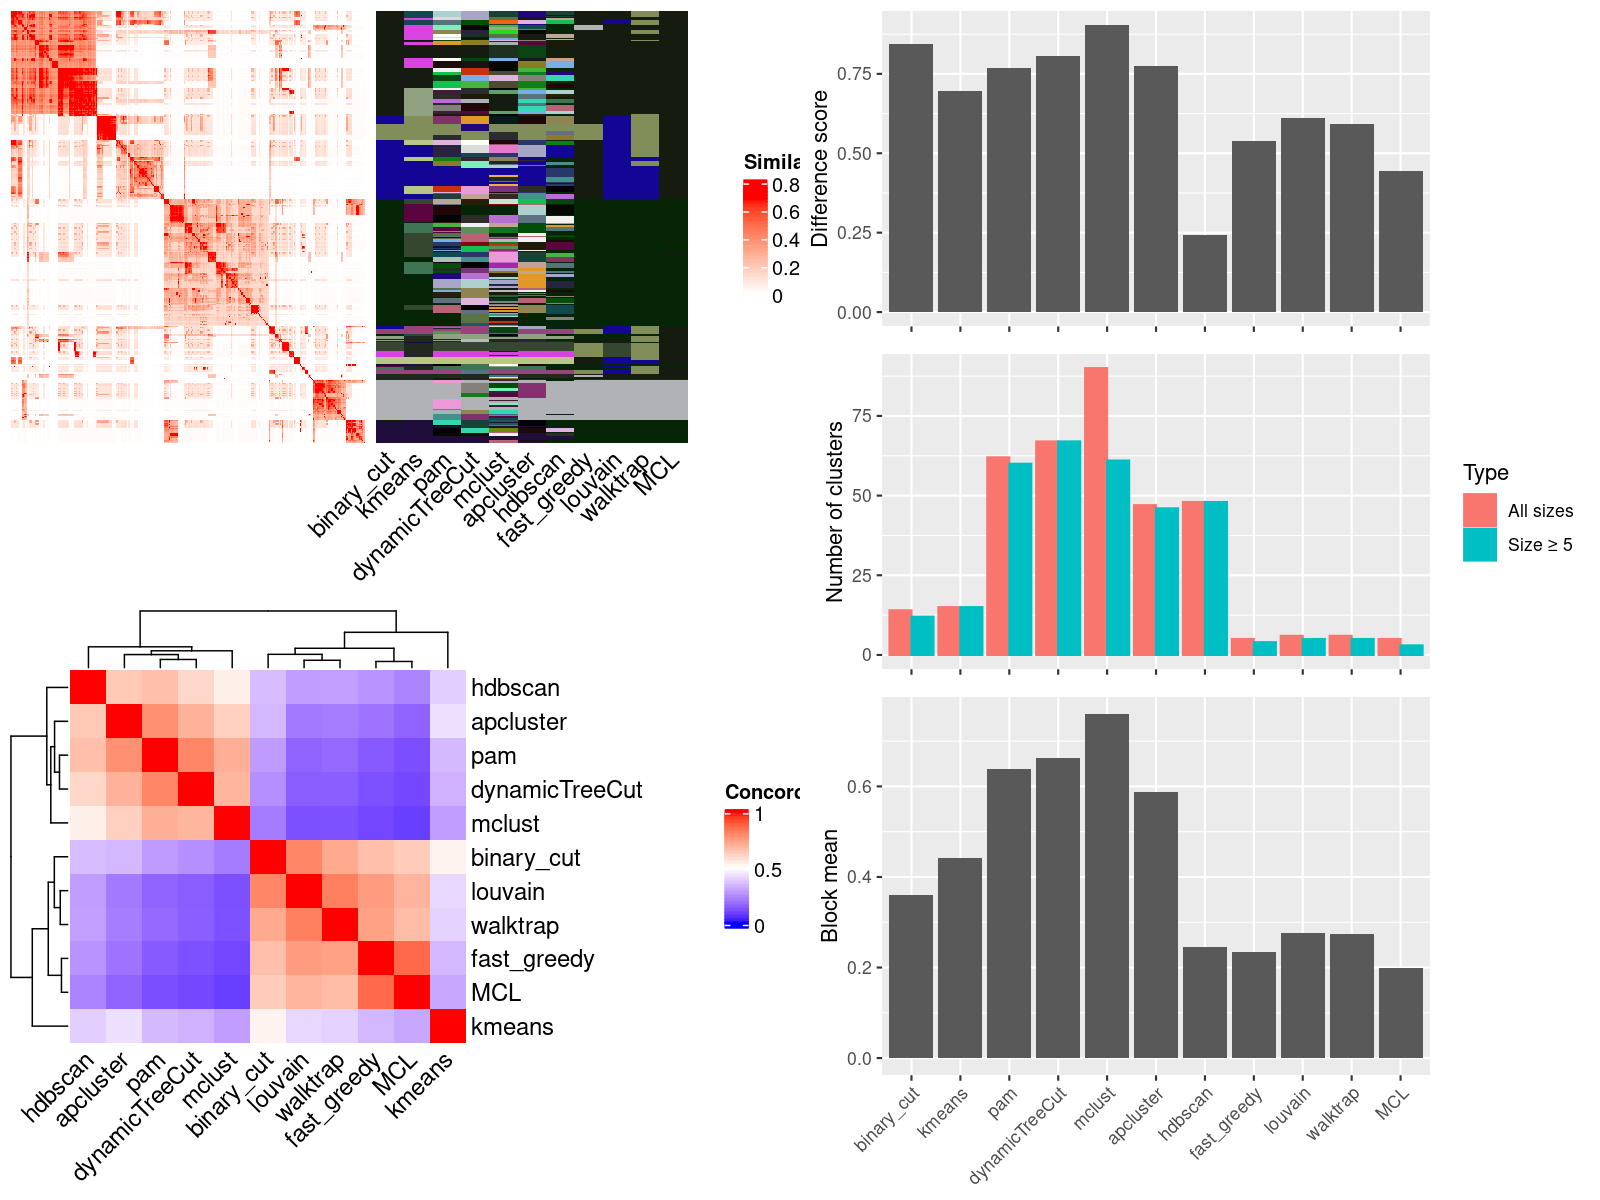 Simila
0.8
0.6
0.4
0.2
0
binary_cut
kmeans
pam
dynamicTreeCut
mclust
apcluster
hdbscan
fast_greedy
louvain
walktrap
MCL
Difference score
0.75
0.50
0.25
0.00
Number of clusters
75
50
25
0
Type
All sizes
Size ≥ 5
hdbscan
apcluster
pam
dynamicTreeCut
mclust
binary_cut
louvain
walktrap
fast_greedy
MCL
kmeans
hdbscan
apcluster
pam
dynamicTreeCut
mclust
binary_cut
louvain
walktrap
fast_greedy
MCL
kmeans
Concord
1
0.5
0
Block mean
0.6
0.4
0.2
0.0
binary_cut
kmeans
pam
dynamicTreeCut
mclust
apcluster
hdbscan
fast_greedy
louvain
walktrap
MCL